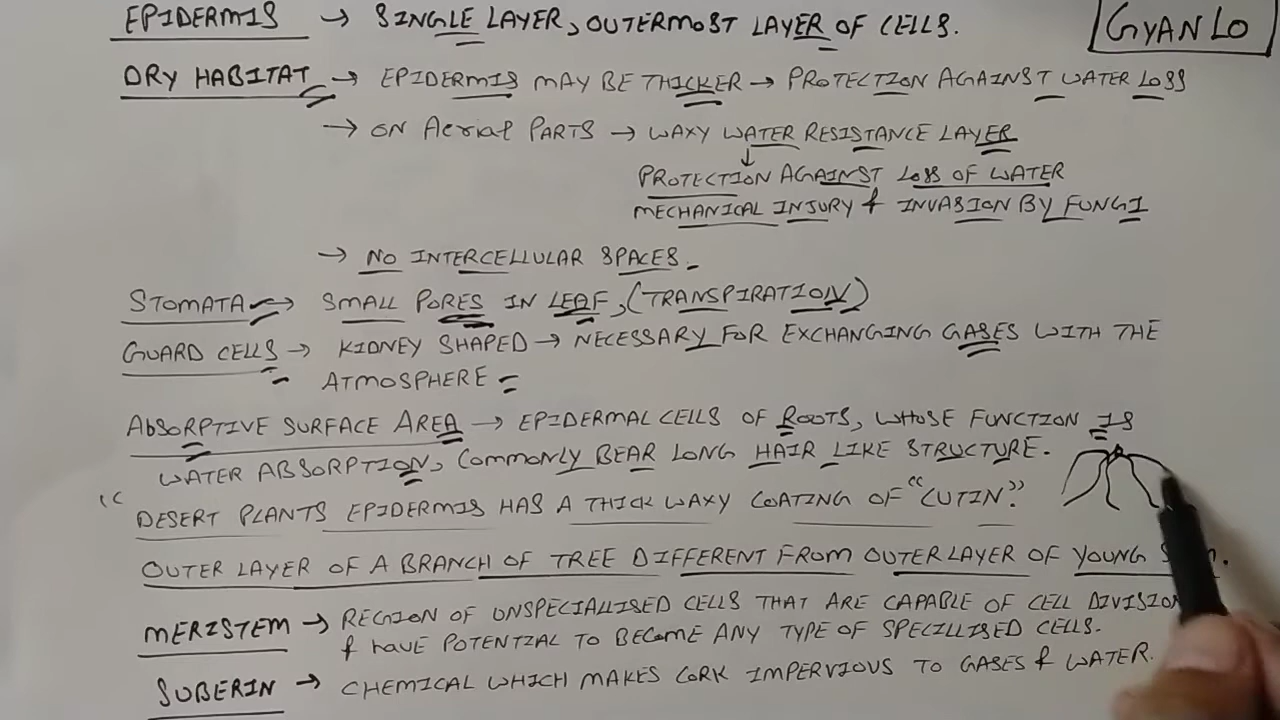 EPIDERMIS → SINGLE LAYER, OUTERMOST LAYER OF CELLS.
GYAN LO
DRY HABITAT → EPIDERMIS MAY BE THICKER → PROTECTION AGAINST WATER LOSS
→ ON AERIAL PARTS → WAXY WATER RESISTANCE LAYER
↓
PROTECTION AGAINST LOSS OF WATER
MECHANICAL INJURY & INVASION BY FUNGI
→ NO INTERCELLULAR SPACES.
STOMATA → SMALL PORES IN LEAF, (TRANSPIRATION)
GUARD CELLS → KIDNEY SHAPED → NECESSARY FOR EXCHANGING GASES WITH THE
ATMOSPHERE
ABSORPTIVE SURFACE AREA → EPIDERMAL CELLS OF ROOTS, WHOSE FUNCTION IS
WATER ABSORPTION, COMMONLY BEAR LONG HAIR LIKE STRUCTURE.
“ DESERT PLANTS EPIDERMIS HAS A THICK WAXY COATING OF “CUTIN”
OUTER LAYER OF A BRANCH OF TREE DIFFERENT FROM OUTER LAYER OF YOUNG
MERISTEM → REGION OF UNSPECIALISED CELLS THAT ARE CAPABLE OF CELL DIVISION
& HAVE POTENTIAL TO BECOME ANY TYPE OF SPECILLISED CELLS.
SUBERIN → CHEMICAL WHICH MAKES CORK IMPERVIOUS TO GASES & WATER.